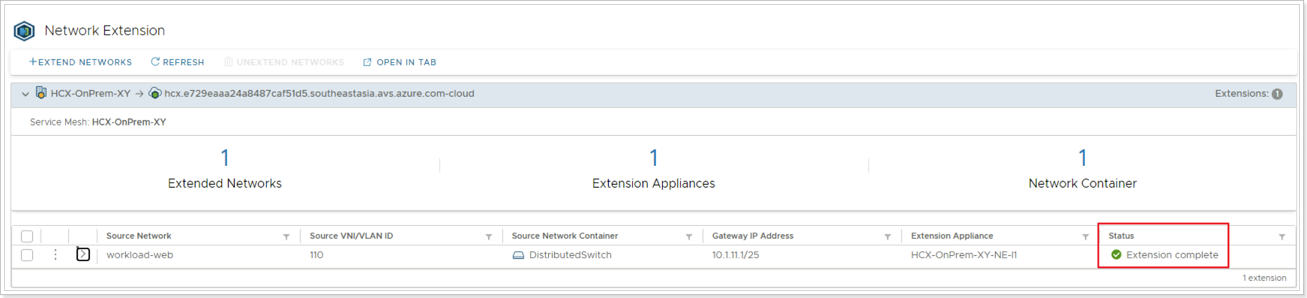 Network Extension
+EXTEND NETWORKS REFRESH UNEXTEND NETWORKS OPEN IN TAB
HCX-OnPrem-XY → hcx.e729eaaa24a8487caf51d5.southeastasia.avs.azure.com-cloud Extensions: 1
Service Mesh: HCX-OnPrem-XY
1 1 1
Extended Networks Extension Appliances Network Container
Source Network Source VNI/VLAN ID Source Network Container Gateway IP Address Extension Appliance Status
workload-web 110 DistributedSwitch 10.1.11.1/25 HCX-OnPrem-XY-NE-I1 Extension complete
1 extension